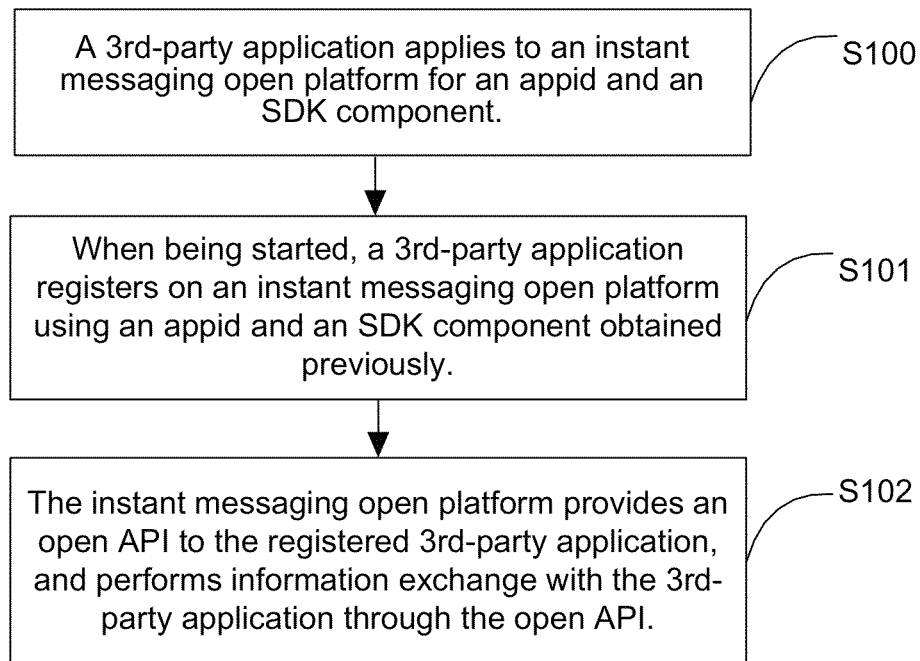 A 3rd-party application applies to an instant
messaging open platform for an appid and an
SDK component.
S100
When being started, a 3rd-party application
registers on an instant messaging open platform
using an appid and an SDK component obtained
previously.
S101
The instant messaging open platform provides an
open API to the registered 3rd-party application,
and performs information exchange with the 3rd-
party application through the open API.
S102